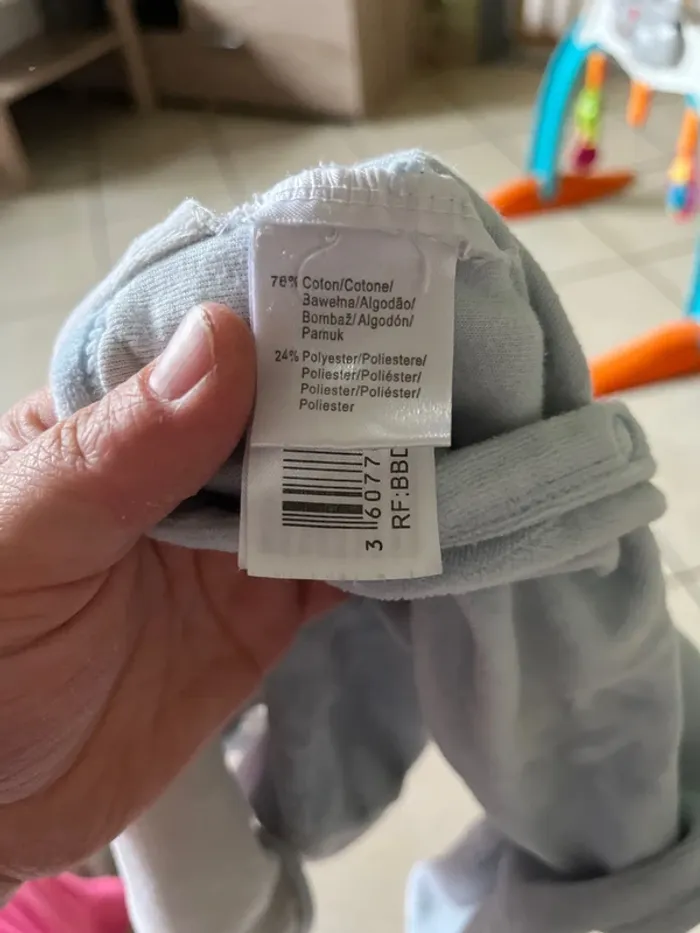 76% Coton/Cotone/
Bawełna/Algodão/
Bombaž/Algodón/
Pamuk
24% Polyester/Poliestere/
Poliester/Poliéster/
Poliester/Poliéster/
Poliester
3 6077
RF:BBD